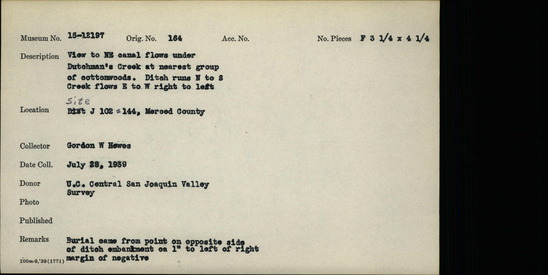 Museum No. 15-12197 Orig. No. 164 Acc. No. No. Pieces F 3 1/4 x 4 1/4
Description View to NE canal flows under
Dutchman's Creek at nearest group
of cottonwoods. Ditch runs N to S
Creek flows E to W right to left
Site
Location Dist J 102 = 144, Merced County
Collector Gordon W Hewes
Date Coll. July 28, 1939
Donor U.C. Central San Joaquin Valley
Survey
Photo
Published
Remarks Burial came from point on opposite side
of ditch embankment ca 1" to left of right
100m-9,'39(1771) margin of negative